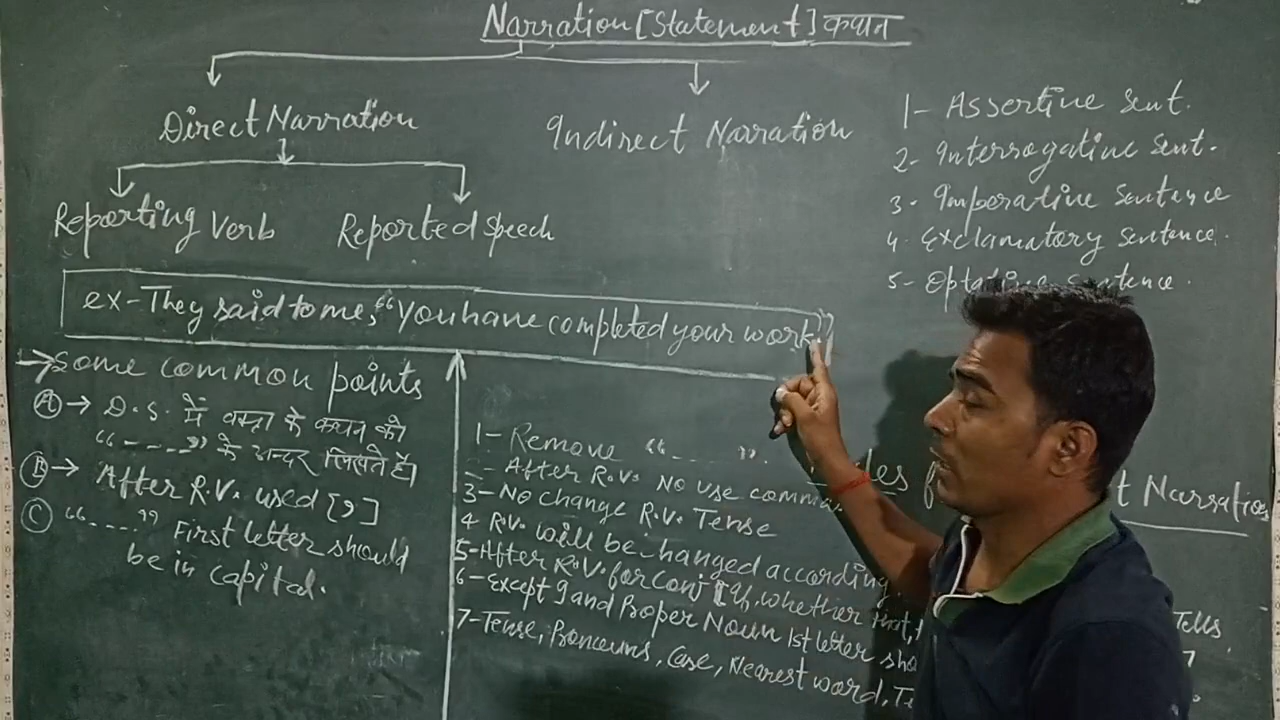 Narration [Statement] कथन
Direct Narration
Indirect Narration
Reporting Verb
Reported Speech
1- Assertive Sent.
2- Interrogative Sent.
3- Imperative Sentence
4. Exclamatory Sentence.
5- Optative Sentence.
ex- They said to me, "You have completed your work"
→ Some common points
Ⓐ → D.S. में वक्ता के कथन को
"- - -" के अन्दर लिखते हैं।
Ⓑ → After R.V. used [,]
Ⓒ "- - - -" First letter should
be in capital.
Rules f t Narration
1- Remove "- - - -".
- After R.V. No use comma.
3- No change R.V. Tense
4 R.V. will be changed according
5- After R.V. for Conj [If, whether that,
6- Except I and Proper Noun 1st letter
7- Tense, Pronouns, Case, Nearest word,
Tells